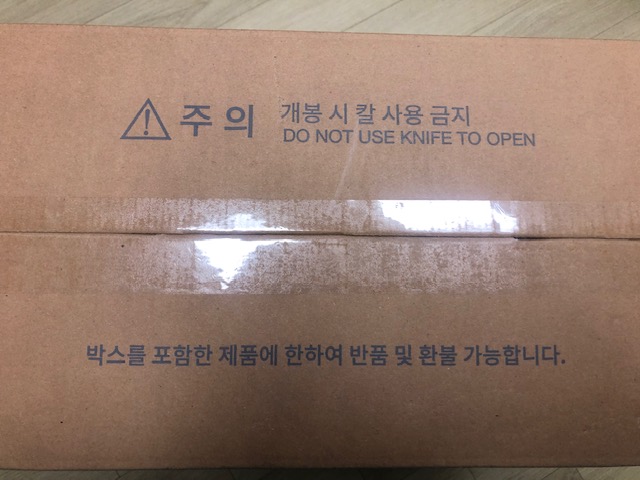 주의 개봉 시 칼 사용 금지
DO NOT USE KNIFE TO OPEN
박스를 포함한 제품에 한하여 반품 및 환불 가능합니다.